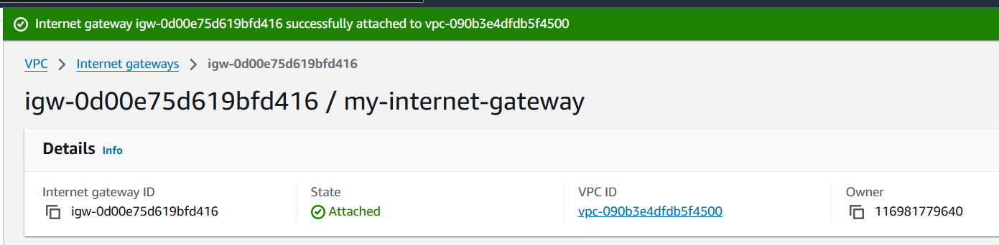 Internet gateway igw-0d00e75d619bfd416 successfully attached to vpc-090b3e4dfdb5f4500
VPC > Internet gateways > igw-0d00e75d619bfd416
igw-0d00e75d619bfd416 / my-internet-gateway
Details Info
Internet gateway ID State VPC ID Owner
igw-0d00e75d619bfd416 Attached vpc-090b3e4dfdb5f4500 116981779640